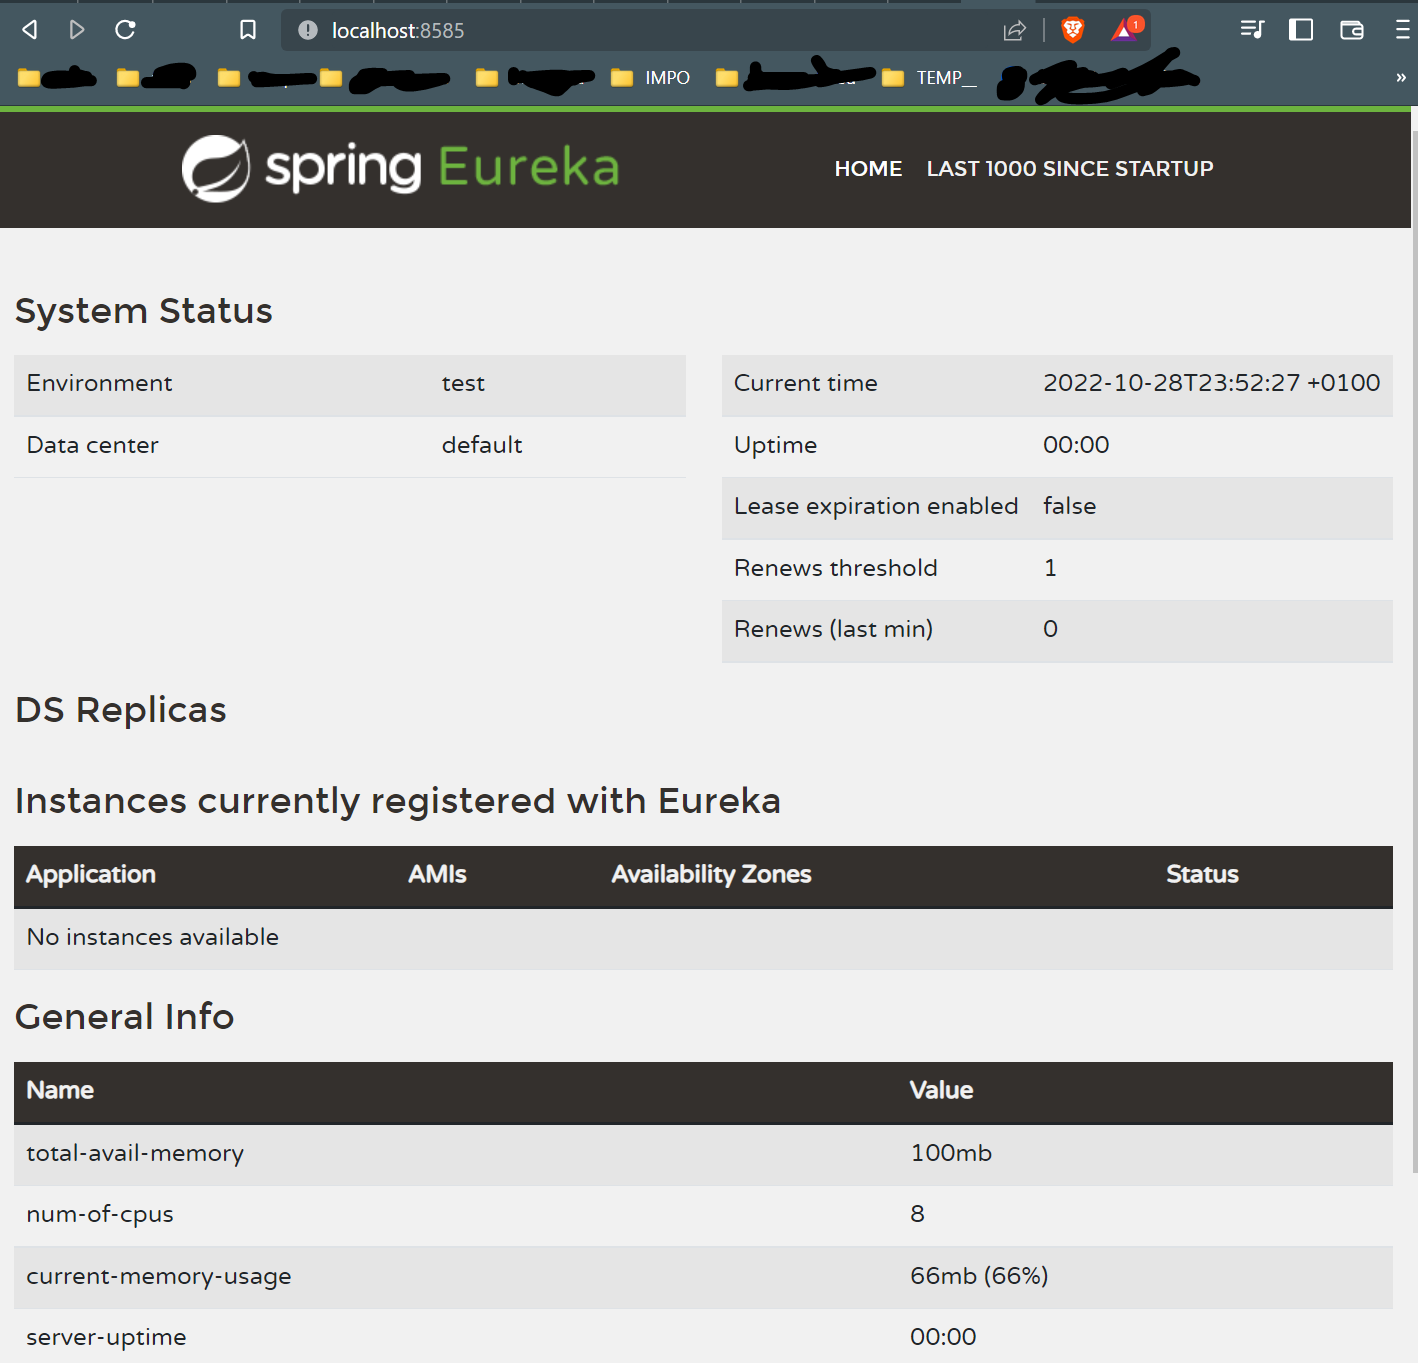 localhost:8585
1
IMPO
TEMP__
»
spring Eureka
HOME LAST 1000 SINCE STARTUP
System Status
Environment test
Data center default
Current time 2022-10-28T23:52:27 +0100
Uptime 00:00
Lease expiration enabled false
Renews threshold 1
Renews (last min) 0
DS Replicas
Instances currently registered with Eureka
Application AMIs Availability Zones Status
No instances available
General Info
Name Value
total-avail-memory 100mb
num-of-cpus 8
current-memory-usage 66mb (66%)
server-uptime 00:00